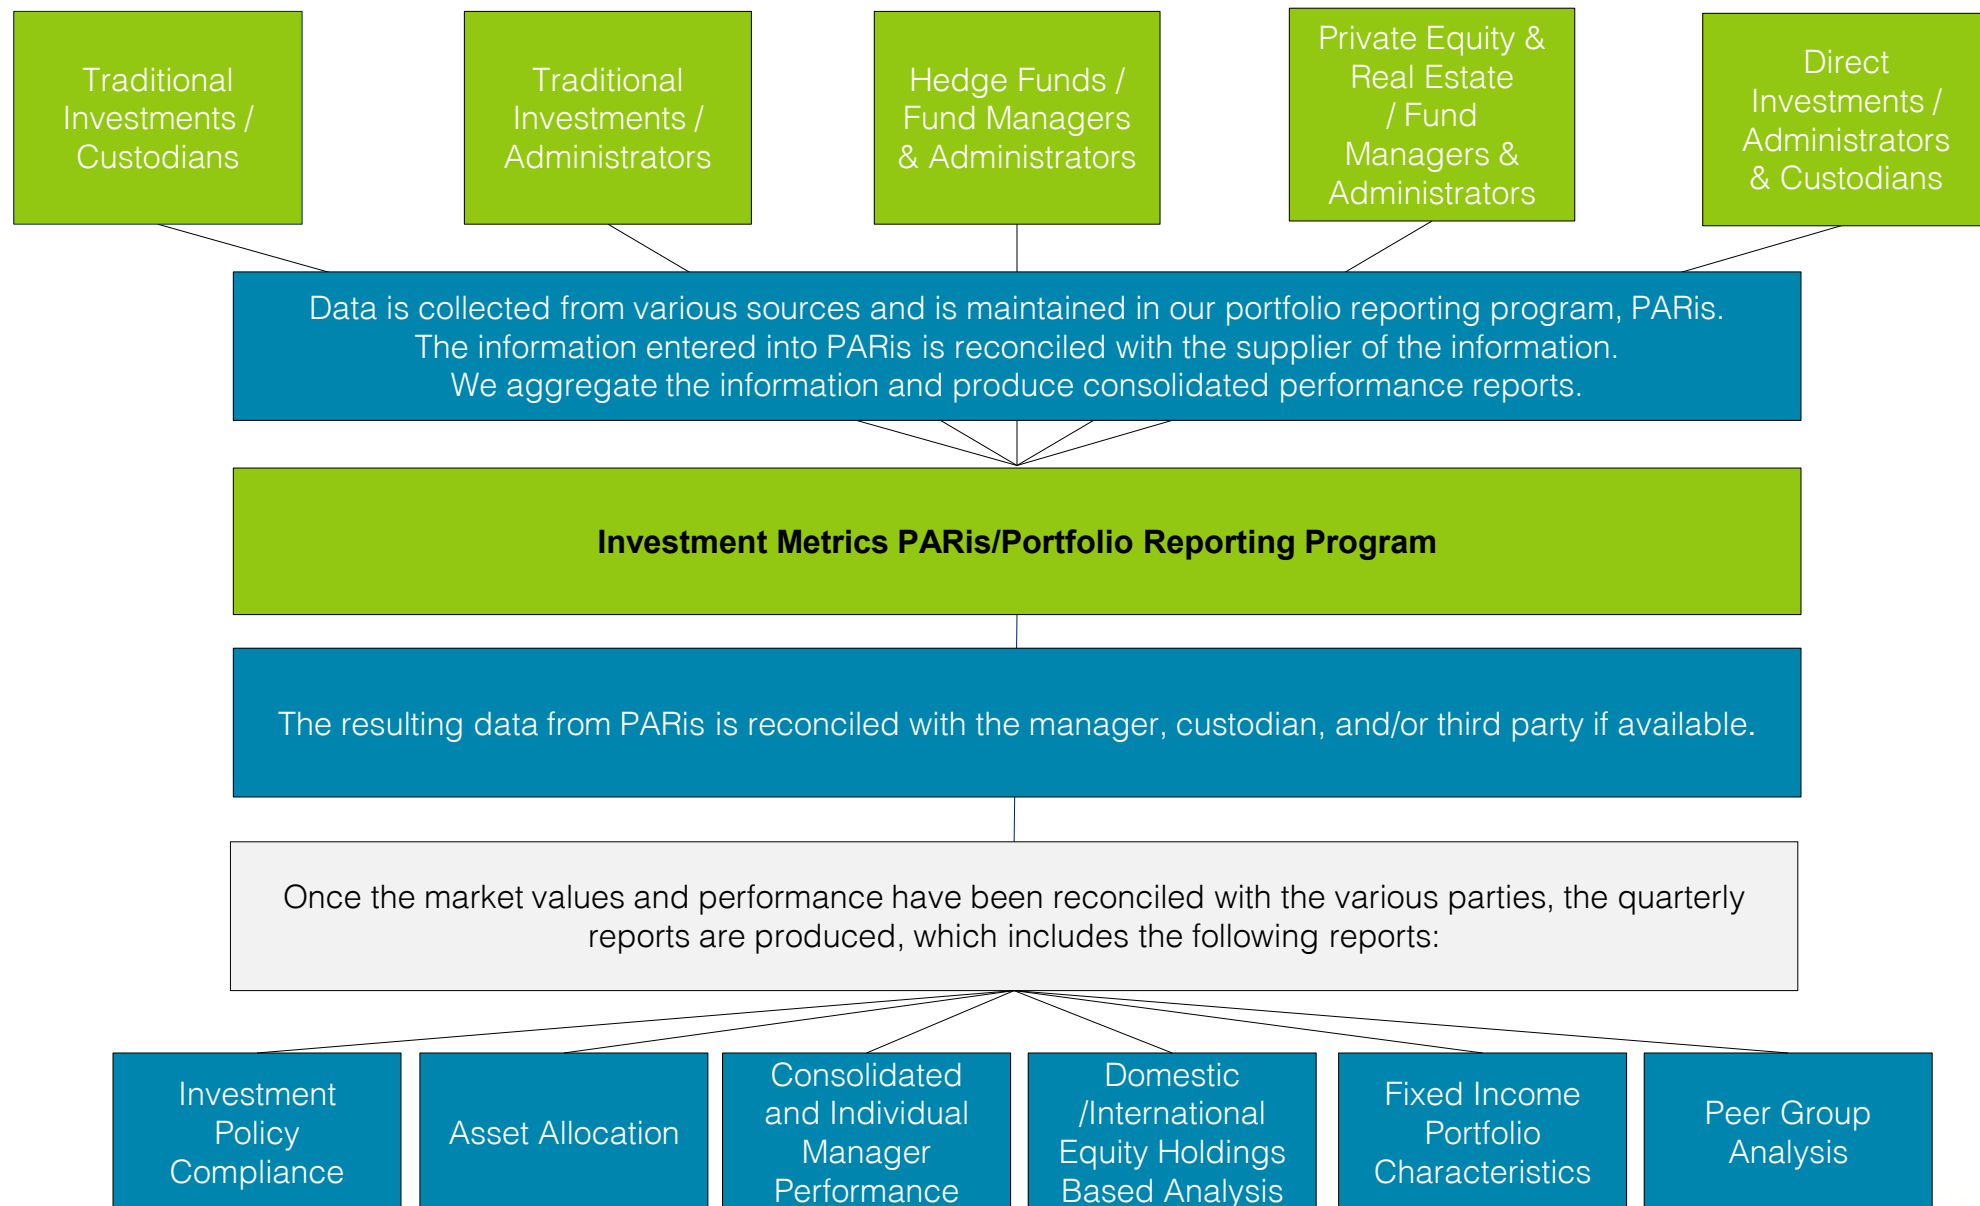 Traditional
Investments /
Custodians
Traditional
Investments /
Administrators
Hedge Funds /
Fund Managers
& Administrators
Private Equity &
Real Estate
/ Fund
Managers &
Administrators
Direct
Investments /
Administrators
& Custodians
Data is collected from various sources and is maintained in our portfolio reporting program, PARis.
The information entered into PARis is reconciled with the supplier of the information.
We aggregate the information and produce consolidated performance reports.
Investment Metrics PARis/Portfolio Reporting Program
The resulting data from PARis is reconciled with the manager, custodian, and/or third party if available.
Once the market values and performance have been reconciled with the various parties, the quarterly
reports are produced, which includes the following reports:
Investment
Policy
Compliance
Asset Allocation
Consolidated
and Individual
Manager
Performance
Domestic
/International
Equity Holdings
Based Analysis
Fixed Income
Portfolio
Characteristics
Peer Group
Analysis